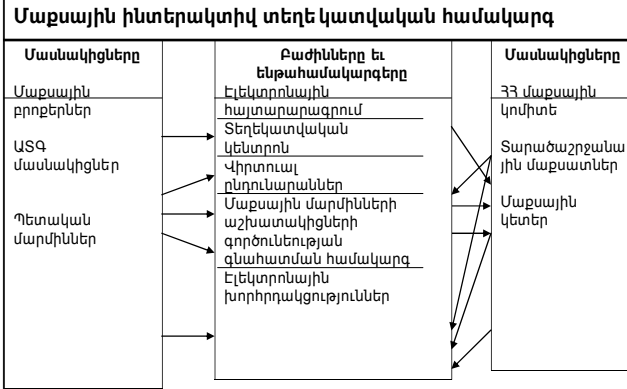 Մաքսային ինտերակտիվ տեղեկատվական համակարգ
Մասնակիցները
Մաքսային
բրոքերներ
ԱՏԳ
մասնակիցներ
Պետական
մարմիններ
Բաժինները եւ
ենթահամակարգերը
Էլեկտրոնային
հայտարարագրում
Տեղեկատվական
կենտրոն
Վիրտուալ
ընդունարաններ
Մաքսային մարմինների
աշխատակիցների
գործունեության
գնահատման համակարգ
Էլեկտրոնային
խորհրդակցություններ
Մասնակիցները
ՀՀ մաքսային
կոմիտե
Տարածաշրջանա
յին մաքսատներ
Մաքսային
կետեր